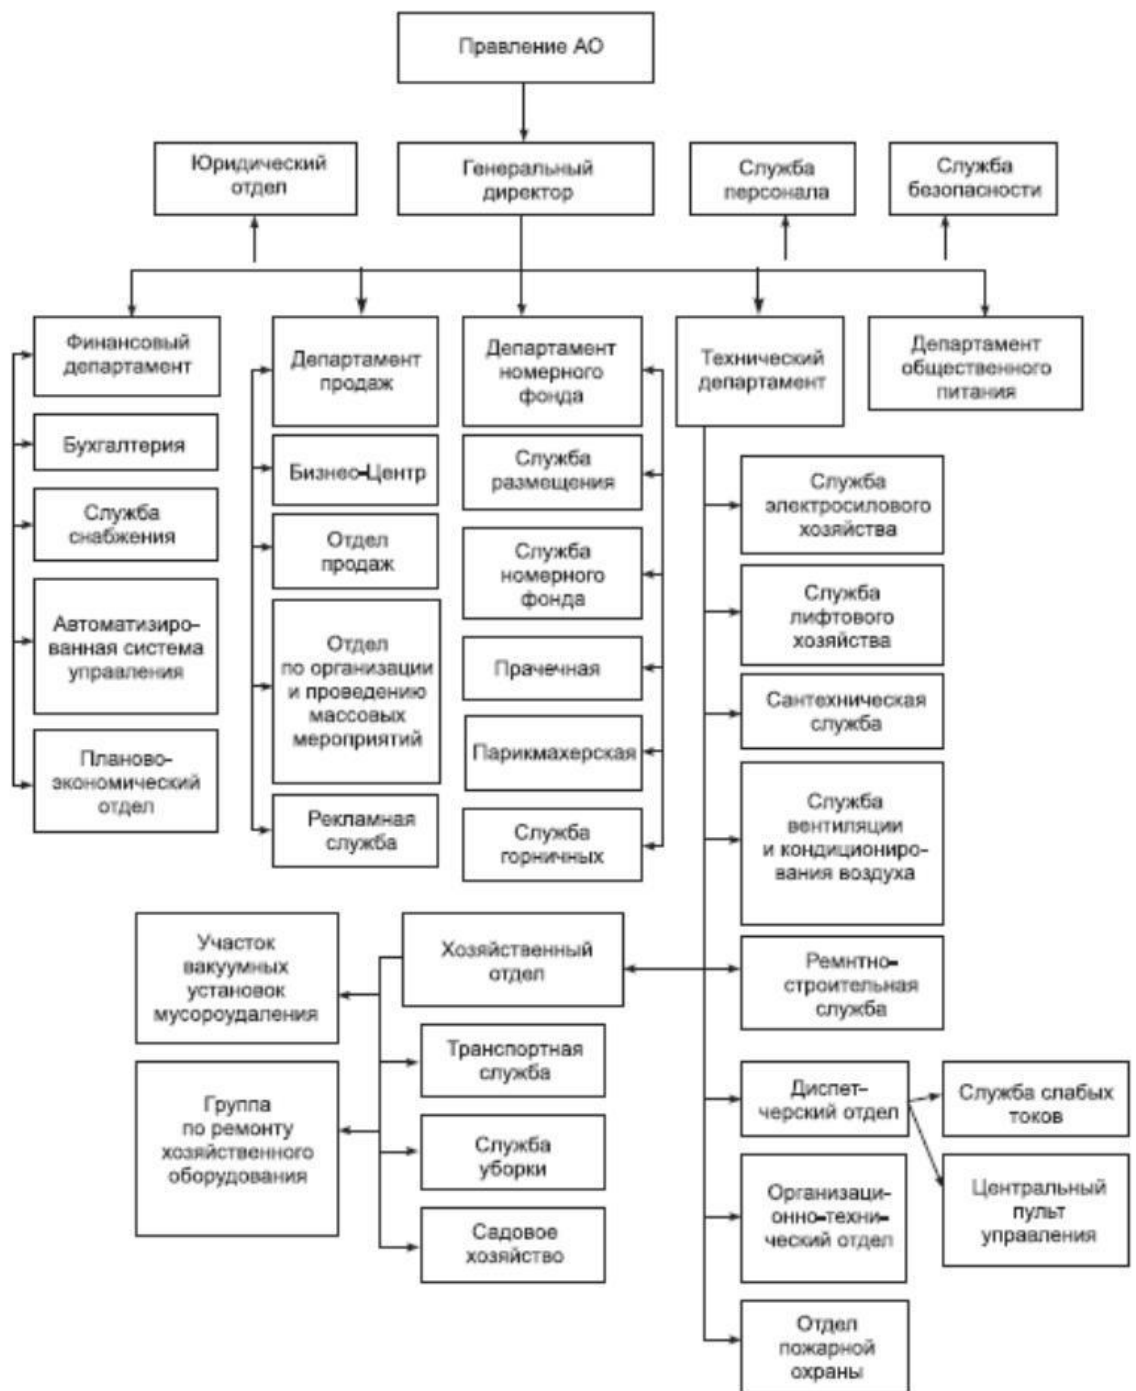 Правление АО
Юридический
отдел
Генеральный
директор
Служба
персонала
Служба
безопасности
Финансовый
департамент
Департамент
продаж
Департамент
номерного
фонда
Технический
департамент
Департамент
общественного
питания
Бухгалтерия
Служба
снабжения
Автоматизиро-
ванная система
управления
Планово-
экономический
отдел
Бизнео-Центр
Отдел
продаж
Отдел
по организации
и проведению
массовых
мероприятий
Рекламная
служба
Служба
размещения
Служба
номерного
фонда
Прачечная
Парикмахерская
Служба
горничных
Служба
электросилового
хозяйства
Служба
лифтового
хозяйства
Сантехническая
служба
Служба
вентиляции
и кондициониро-
вания воздуха
Ремнтно-
строительная
служба
Хозяйственный
отдел
Участок
вакуумных
установок
мусороудаления
Группа
по ремонту
хозяйственного
оборудования
Транспортная
служба
Служба
уборки
Садовое
хозяйство
Диспет-
черский отдел
Служба слабых
токов
Центральный
пульт
управления
Организаци-
онно-техни-
ческий отдел
Отдел
пожарной
охраны